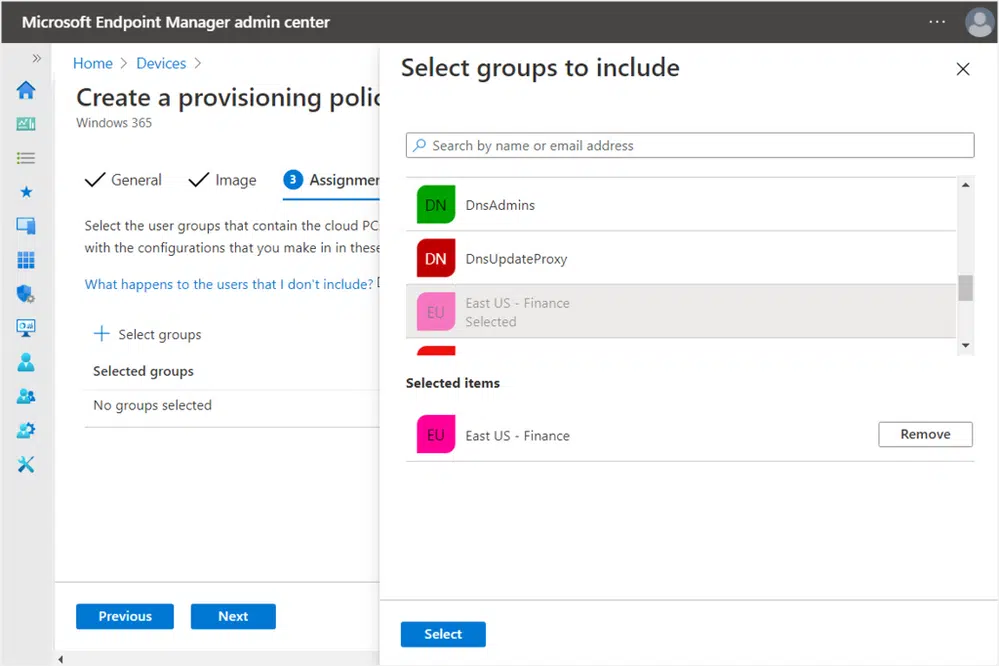 Microsoft Endpoint Manager admin center
Home > Devices >
Create a provisioning polic
Windows 365
General
Image
3 Assignmen
Select the user groups that contain the cloud PC
with the configurations that you make in in these
What happens to the users that I don't include?
Select groups
Selected groups
No groups selected
Previous
Next
Select groups to include
Search by name or email address
DN DnsAdmins
DN DnsUpdateProxy
EU East US - Finance
Selected
Selected items
EU East US - Finance
Remove
Select